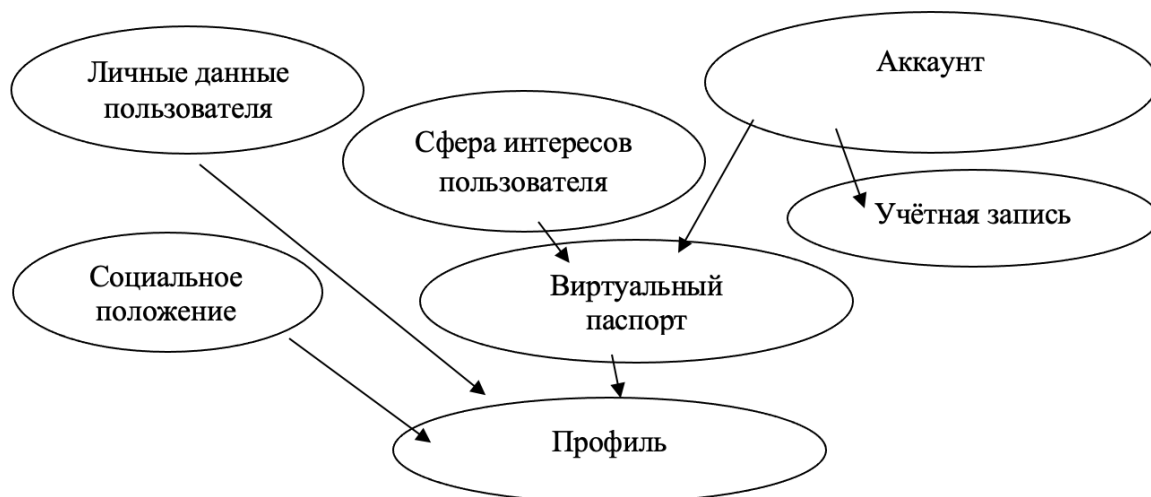 Личные данные
пользователя
Аккаунт
Сфера интересов
пользователя
Учётная запись
Социальное
положение
Виртуальный
паспорт
Профиль